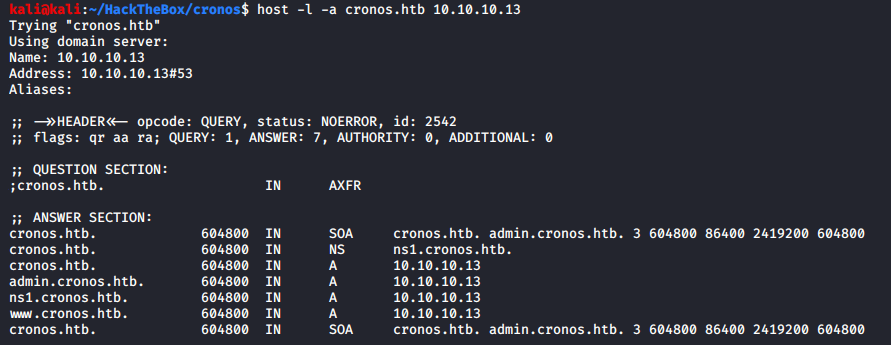 kali@kali:~/HackTheBox/cronos$ host -l -a cronos.htb 10.10.10.13
Trying "cronos.htb"
Using domain server:
Name: 10.10.10.13
Address: 10.10.10.13#53
Aliases:

;; ->>HEADER<<- opcode: QUERY, status: NOERROR, id: 2542
;; flags: qr aa ra; QUERY: 1, ANSWER: 7, AUTHORITY: 0, ADDITIONAL: 0

;; QUESTION SECTION:
;cronos.htb. IN AXFR

;; ANSWER SECTION:
cronos.htb. 604800 IN SOA cronos.htb. admin.cronos.htb. 3 604800 86400 2419200 604800
cronos.htb. 604800 IN NS ns1.cronos.htb.
cronos.htb. 604800 IN A 10.10.10.13
admin.cronos.htb. 604800 IN A 10.10.10.13
ns1.cronos.htb. 604800 IN A 10.10.10.13
www.cronos.htb. 604800 IN A 10.10.10.13
cronos.htb. 604800 IN SOA cronos.htb. admin.cronos.htb. 3 604800 86400 2419200 604800